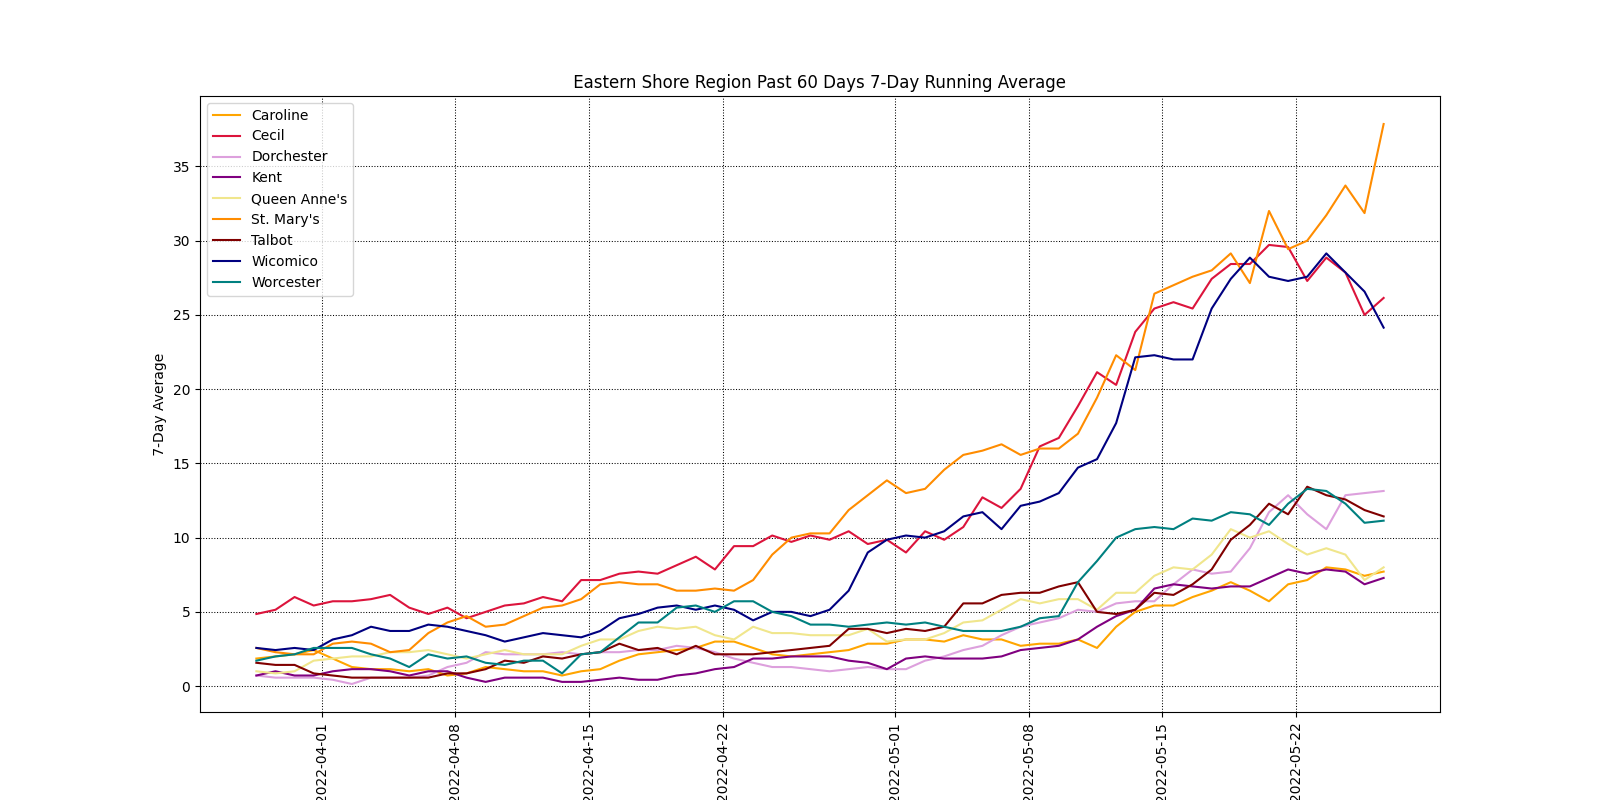 Eastern Shore Region Past 60 Days 7-Day Running Average
Caroline
Cecil
Dorchester
Kent
Queen Anne's
St. Mary's
Talbot
Wicomico
Worcester
7-Day Average
35
30
25
20
15
10
5
0
2022-04-01
2022-04-08
2022-04-15
2022-04-22
2022-05-01
2022-05-08
2022-05-15
2022-05-22